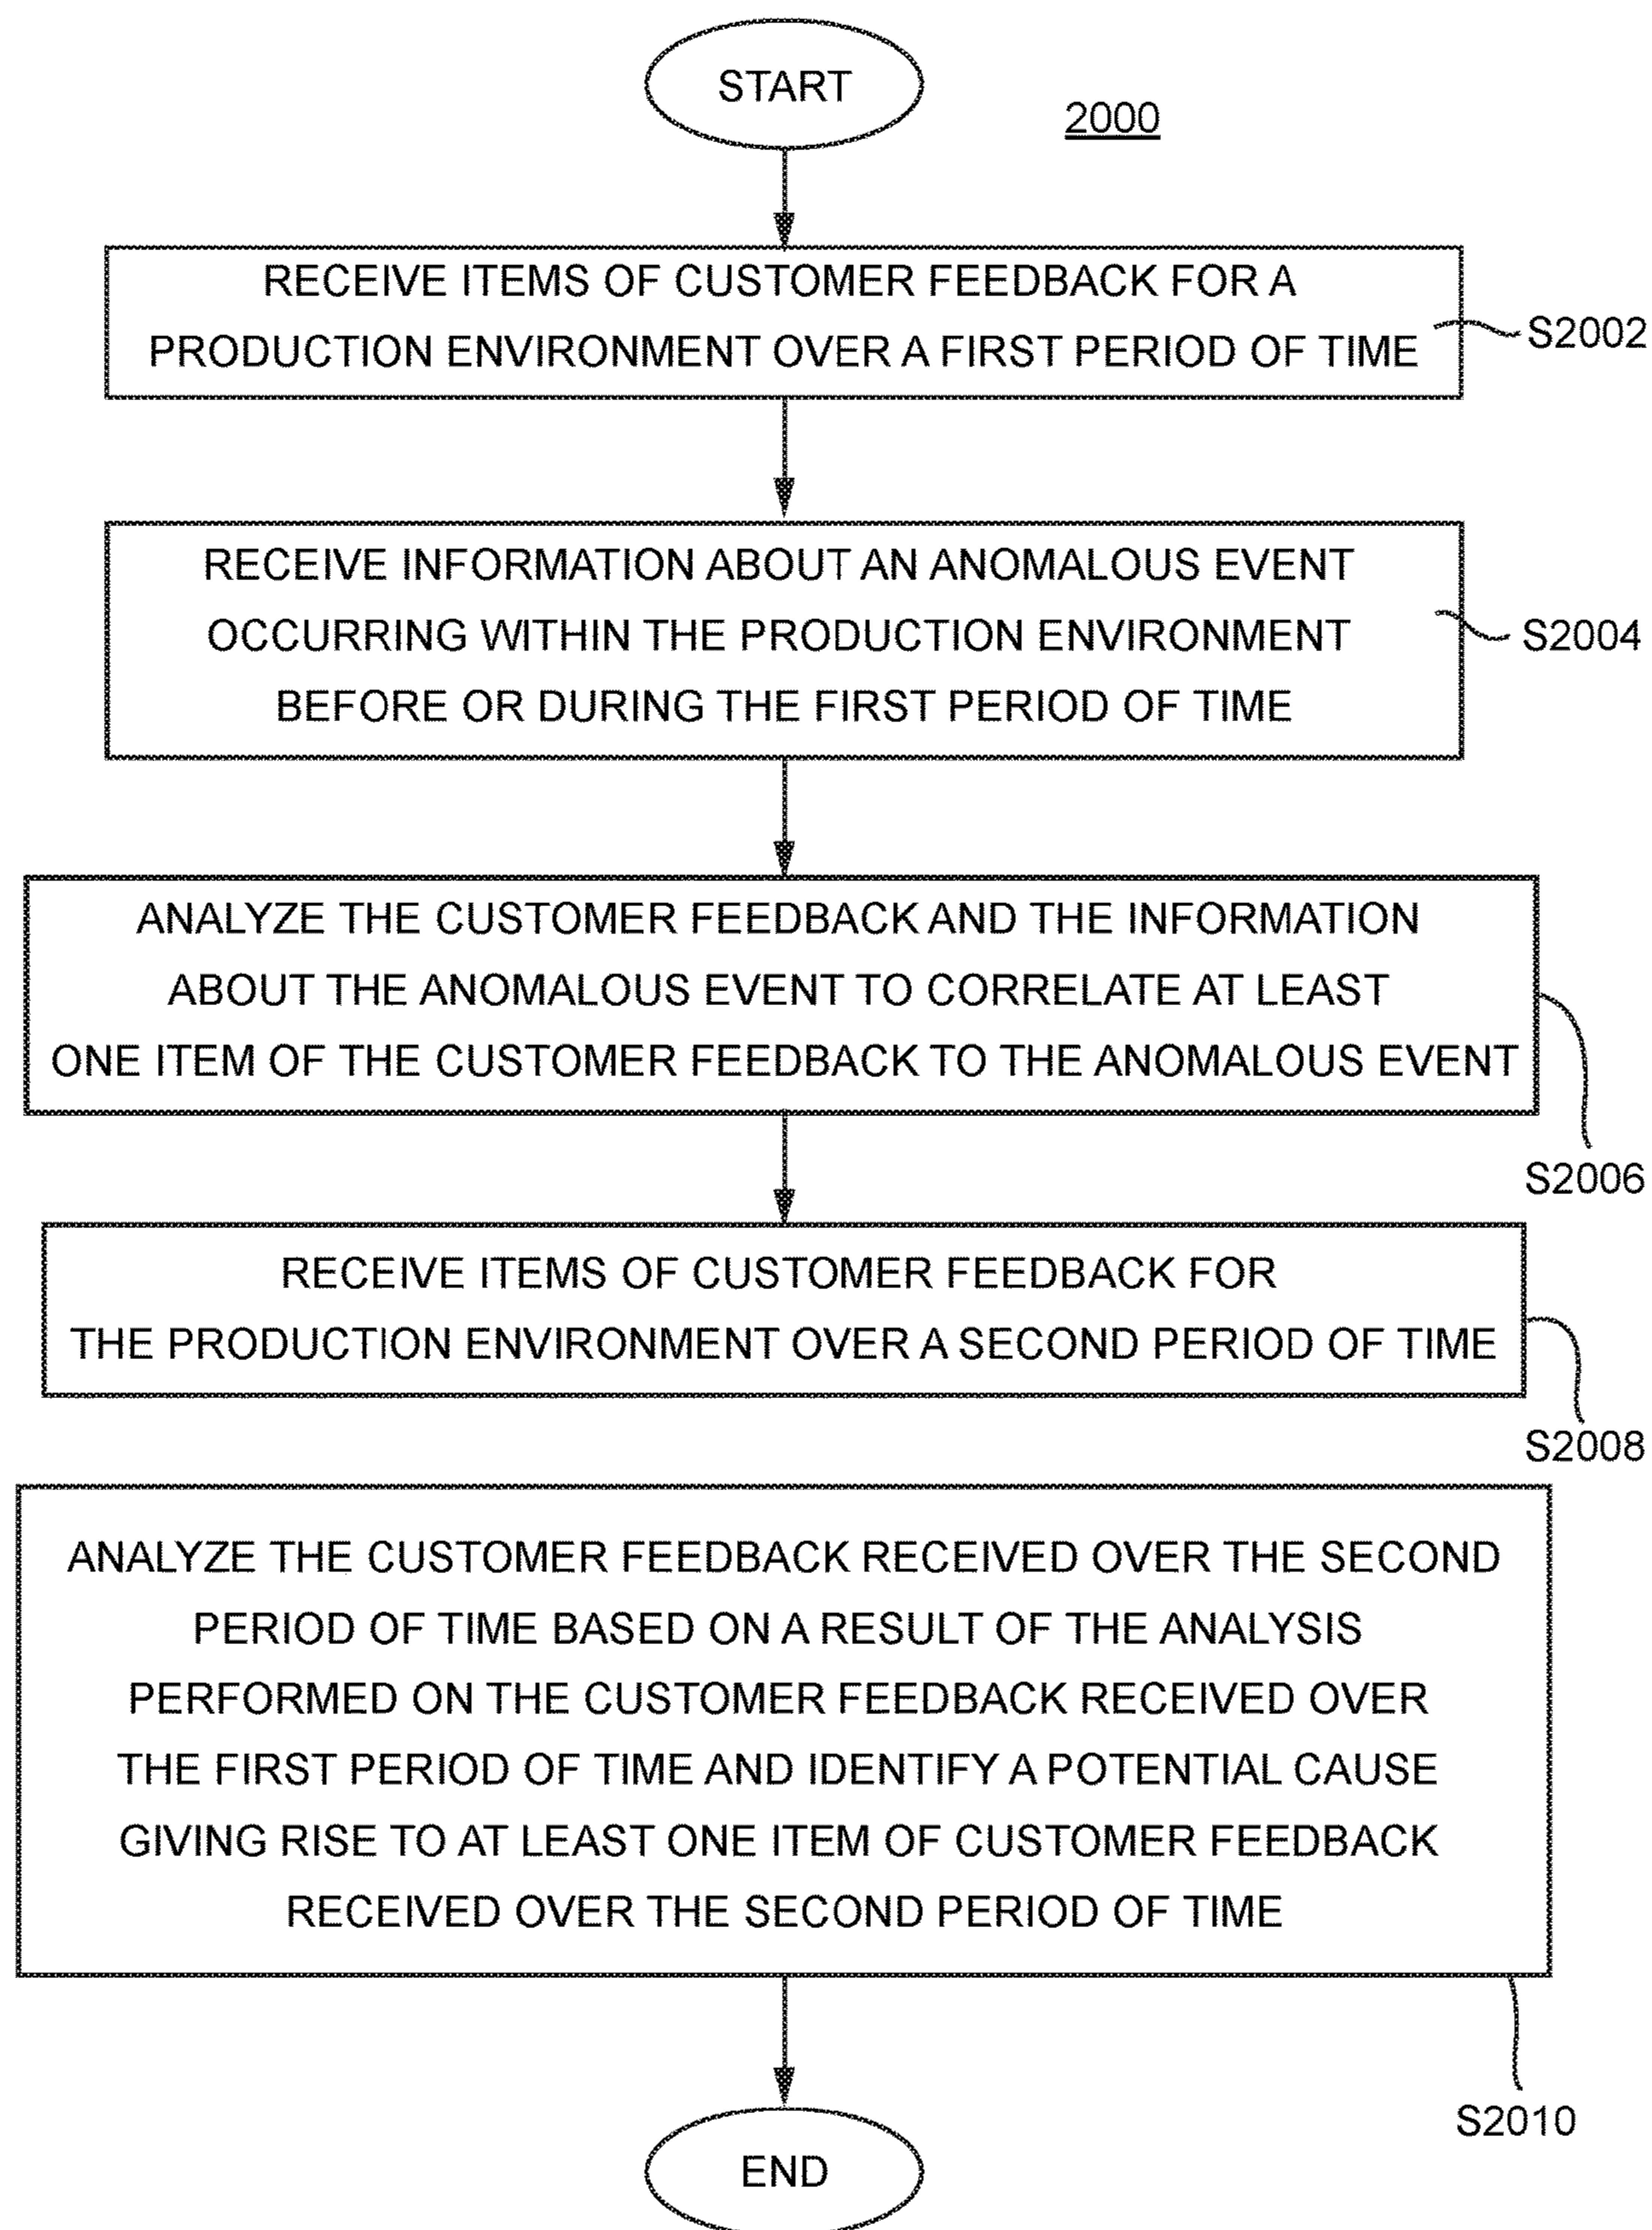 START
2000
RECEIVE ITEMS OF CUSTOMER FEEDBACK FOR A
PRODUCTION ENVIRONMENT OVER A FIRST PERIOD OF TIME
S2002
RECEIVE INFORMATION ABOUT AN ANOMALOUS EVENT
OCCURRING WITHIN THE PRODUCTION ENVIRONMENT
BEFORE OR DURING THE FIRST PERIOD OF TIME
S2004
ANALYZE THE CUSTOMER FEEDBACK AND THE INFORMATION
ABOUT THE ANOMALOUS EVENT TO CORRELATE AT LEAST
ONE ITEM OF THE CUSTOMER FEEDBACK TO THE ANOMALOUS EVENT
S2006
RECEIVE ITEMS OF CUSTOMER FEEDBACK FOR
THE PRODUCTION ENVIRONMENT OVER A SECOND PERIOD OF TIME
S2008
ANALYZE THE CUSTOMER FEEDBACK RECEIVED OVER THE SECOND
PERIOD OF TIME BASED ON A RESULT OF THE ANALYSIS
PERFORMED ON THE CUSTOMER FEEDBACK RECEIVED OVER
THE FIRST PERIOD OF TIME AND IDENTIFY A POTENTIAL CAUSE
GIVING RISE TO AT LEAST ONE ITEM OF CUSTOMER FEEDBACK
RECEIVED OVER THE SECOND PERIOD OF TIME
S2010
END